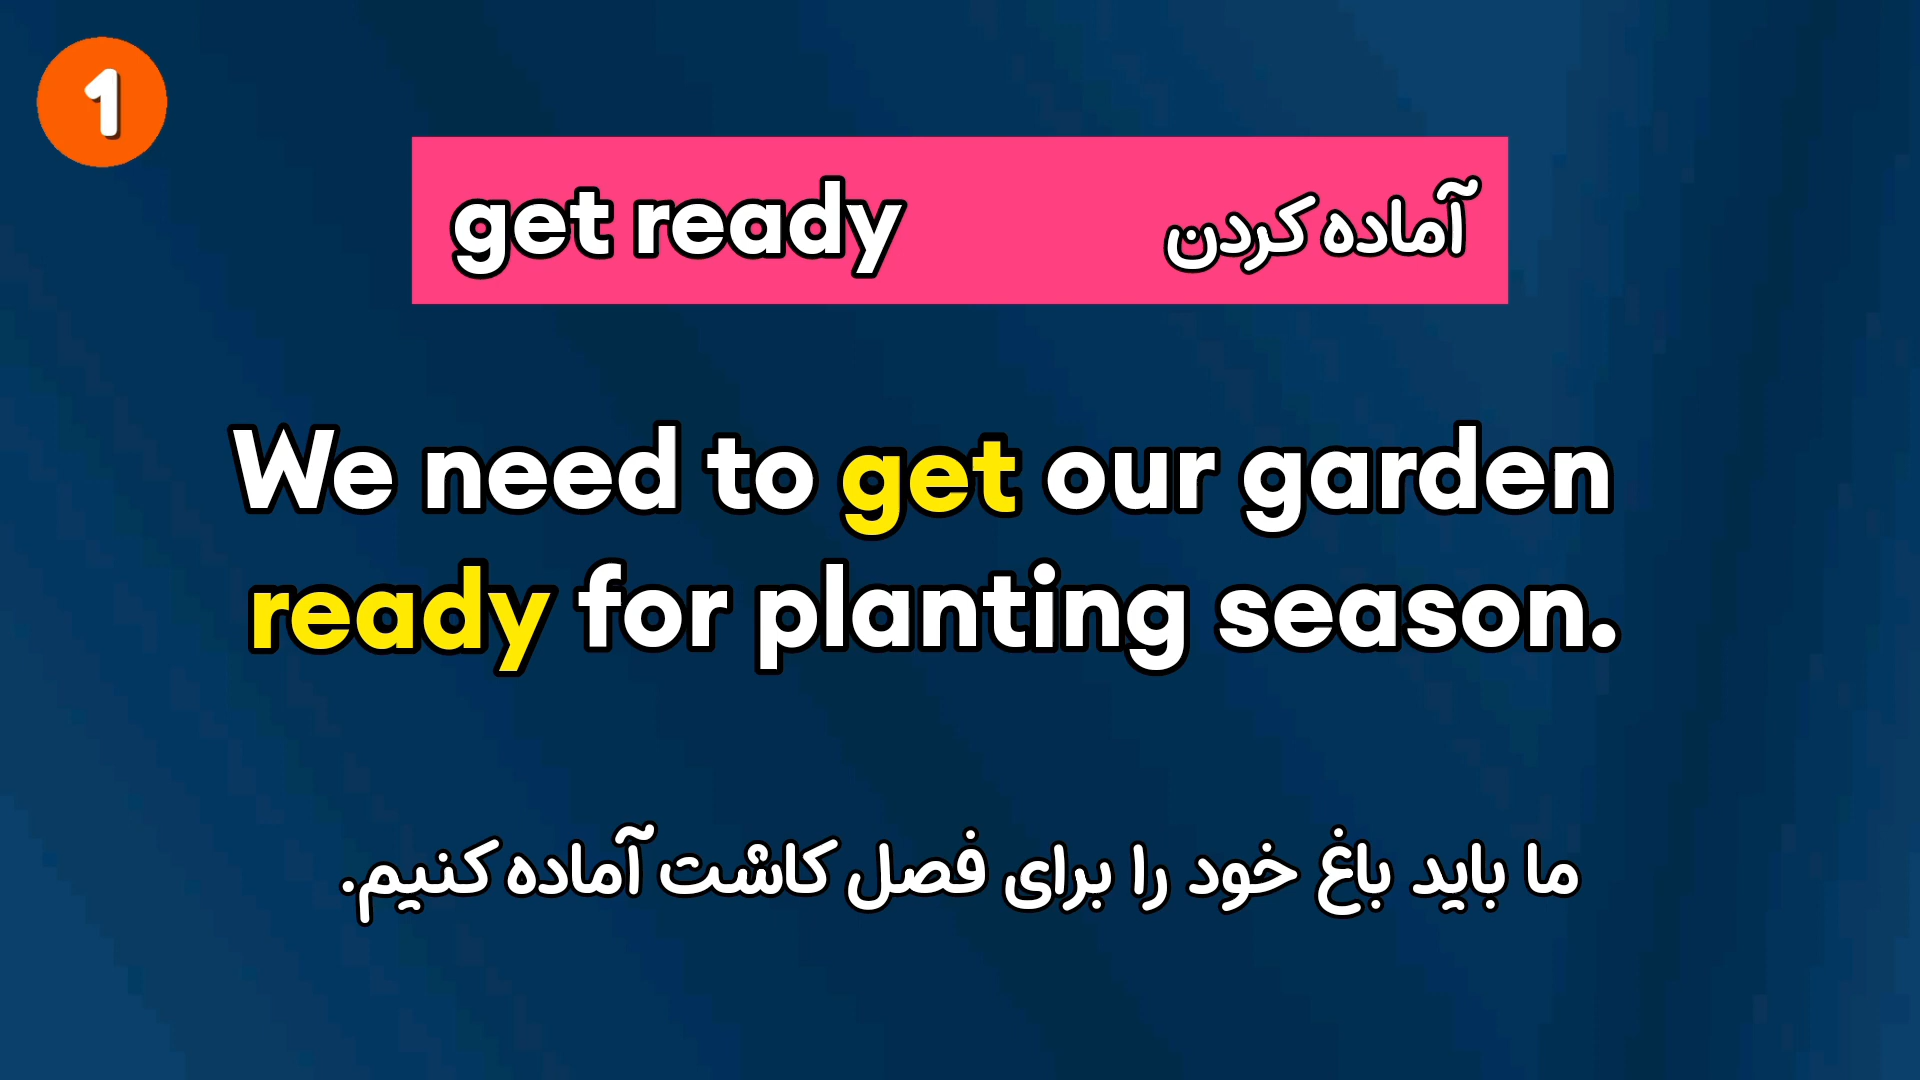 1
get ready
آماده کردن
We need to get our garden
ready for planting season.
ما باید باغ خود را برای فصل کاشت آماده کنیم.